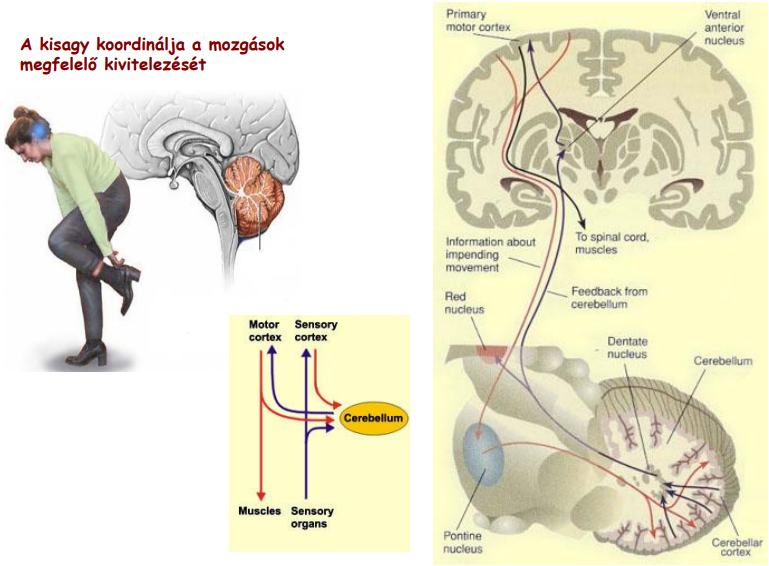 A kisagy koordinálja a mozgások
megfelelő kivitelezését
Motor
cortex
Sensory
cortex
Cerebellum
Muscles
Sensory
organs
Primary
motor cortex
Ventral
anterior
nucleus
To spinal cord,
muscles
Information about
impending
movement
Feedback from
cerebellum
Red
nucleus
Dentate
nucleus
Cerebellum
Pontine
nucleus
Cerebellar
cortex